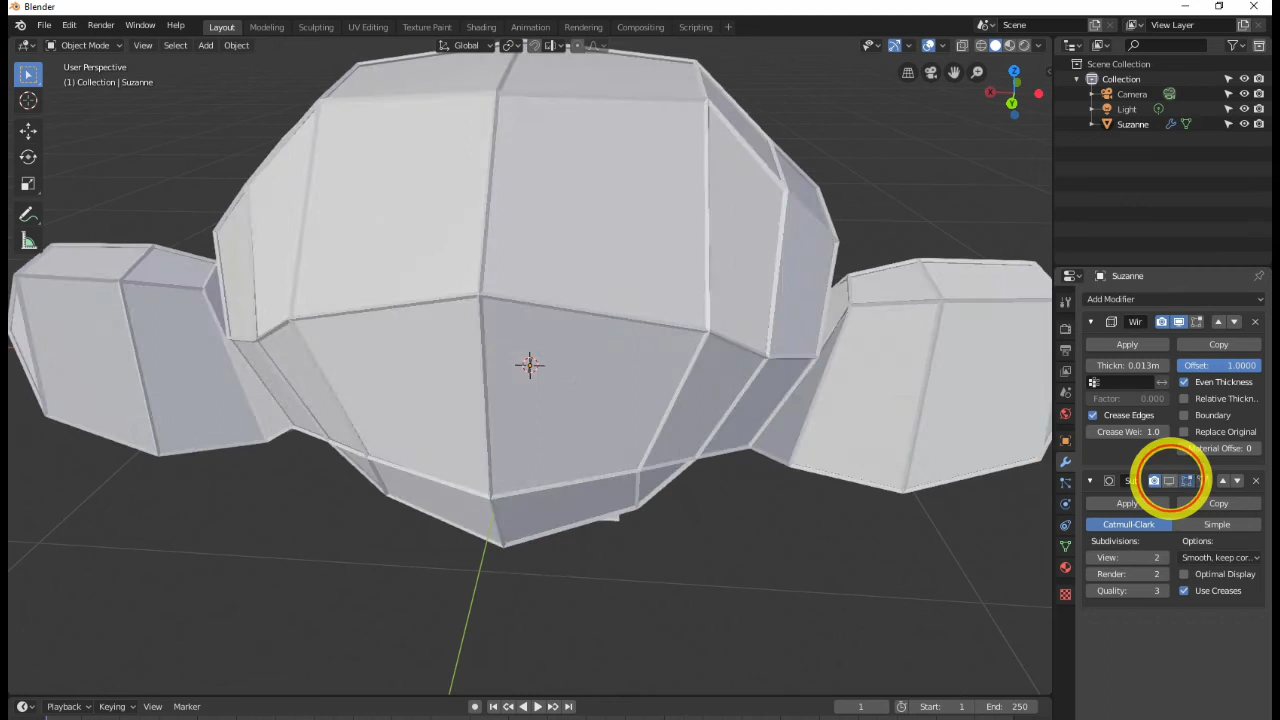 Blender
File Edit Render Window Help
Layout Modeling Sculpting UV Editing Texture Paint Shading Animation Rendering Compositing Scripting +
Scene
View Layer
Object Mode View Select Add Object
Global
User Perspective
(1) Collection | Suzanne
X
Y
Z
Scene Collection
Collection
Camera
Light
Suzanne
Suzanne
Add Modifier
Wir
Apply Copy
Thickn: 0.013m Offset: 1.0000
Even Thickness
Factor: 0.000 Relative Thickn..
Crease Edges Boundary
Crease Wei: 1.0 Replace Original
Material Offse: 0
Apply Copy
Catmull-Clark Simple
Subdivisions: Options:
View: 2 Smooth, keep cor..
Render: 2 Optimal Display
Quality: 3 Use Creases
Playback Keying View Marker
1 Start: 1 End: 250